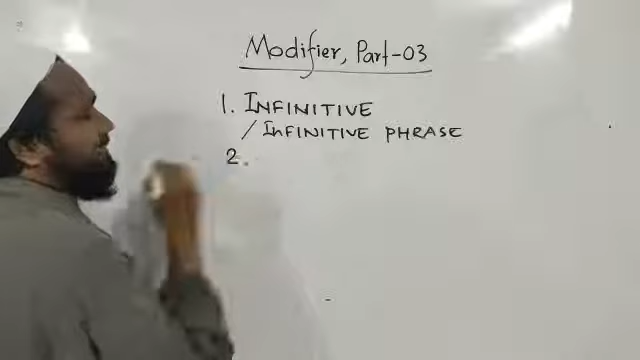 Modifier, Part-03
1. INFINITIVE
/INFINITIVE PHRASE
2.